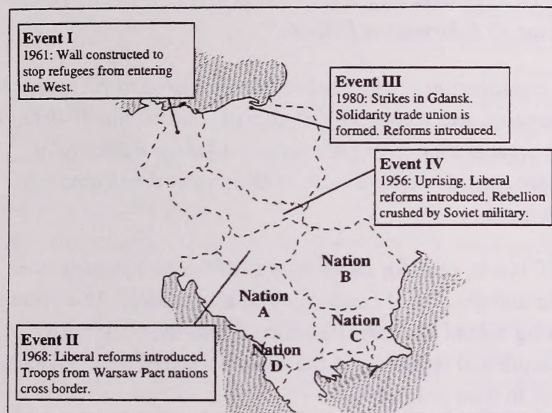 Event I
1961: Wall constructed to
stop refugees from entering
the West.
Event III
1980: Strikes in Gdansk.
Solidarity trade union is
formed. Reforms introduced.
Event IV
1956: Uprising. Liberal
reforms introduced. Rebellion
crushed by Soviet military.
Nation
B
Nation
A
Nation
C
Nation
D
Event II
1968: Liberal reforms introduced.
Troops from Warsaw Pact nations
cross border.